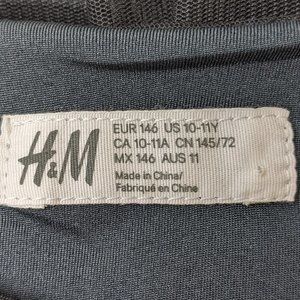 H&M
EUR 146 US 10-11Y
CA 10-11A CN 145/72
MX 146 AUS 11
Made in China/
Fabriqué en Chine